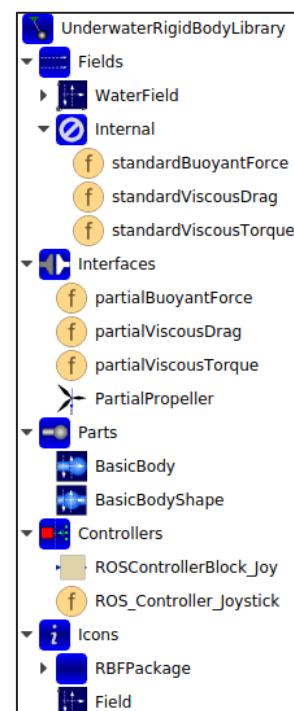 UnderwaterRigidBodyLibrary
Fields
WaterField
Internal
f standardBuoyantForce
f standardViscousDrag
f standardViscousTorque
Interfaces
f partialBuoyantForce
f partialViscousDrag
f partialViscousTorque
PartialPropeller
Parts
BasicBody
BasicBodyShape
Controllers
ROSControllerBlock_Joy
f ROS_Controller_Joystick
i Icons
RBFPackage
Field